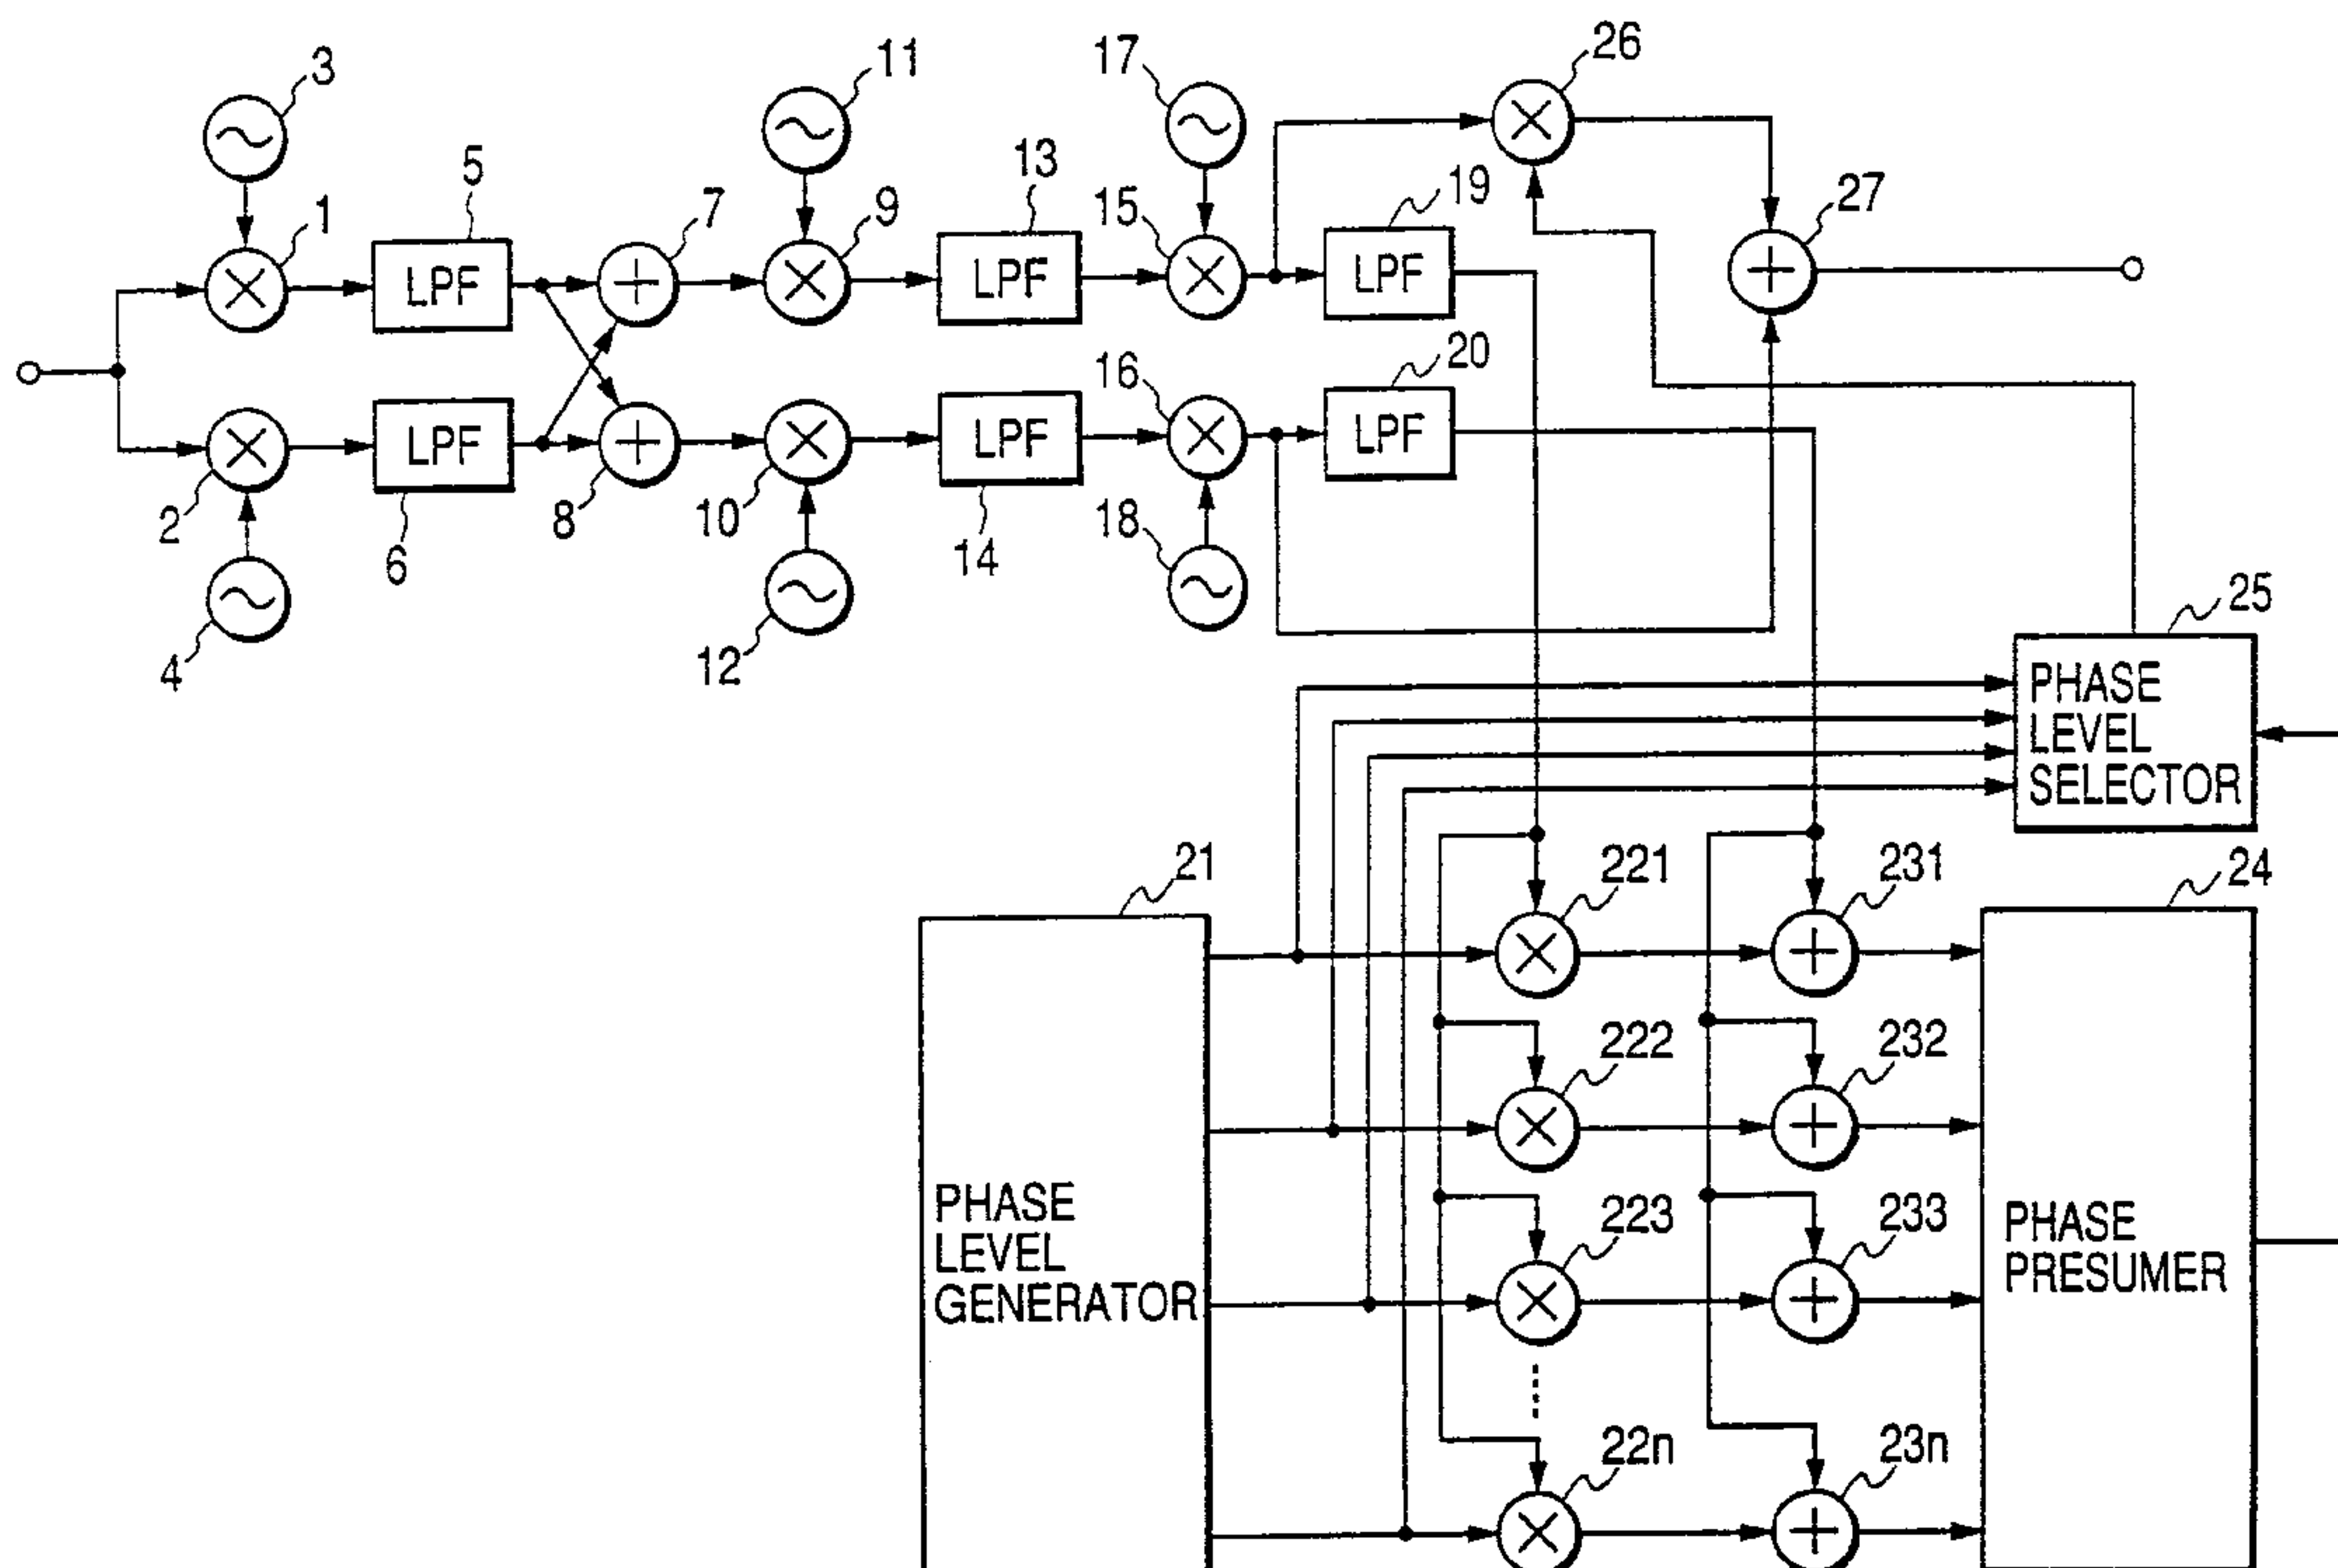 3
11
17
26
5
13
19
27
1
7
9
15
LPF
LPF
LPF
20
16
LPF
LPF
LPF
2
6
8
10
14
18
4
12
25
PHASE
LEVEL
SELECTOR
21
221
231
24
222
232
PHASE
LEVEL
GENERATOR
223
233
PHASE
PRESUMER
22n
23n